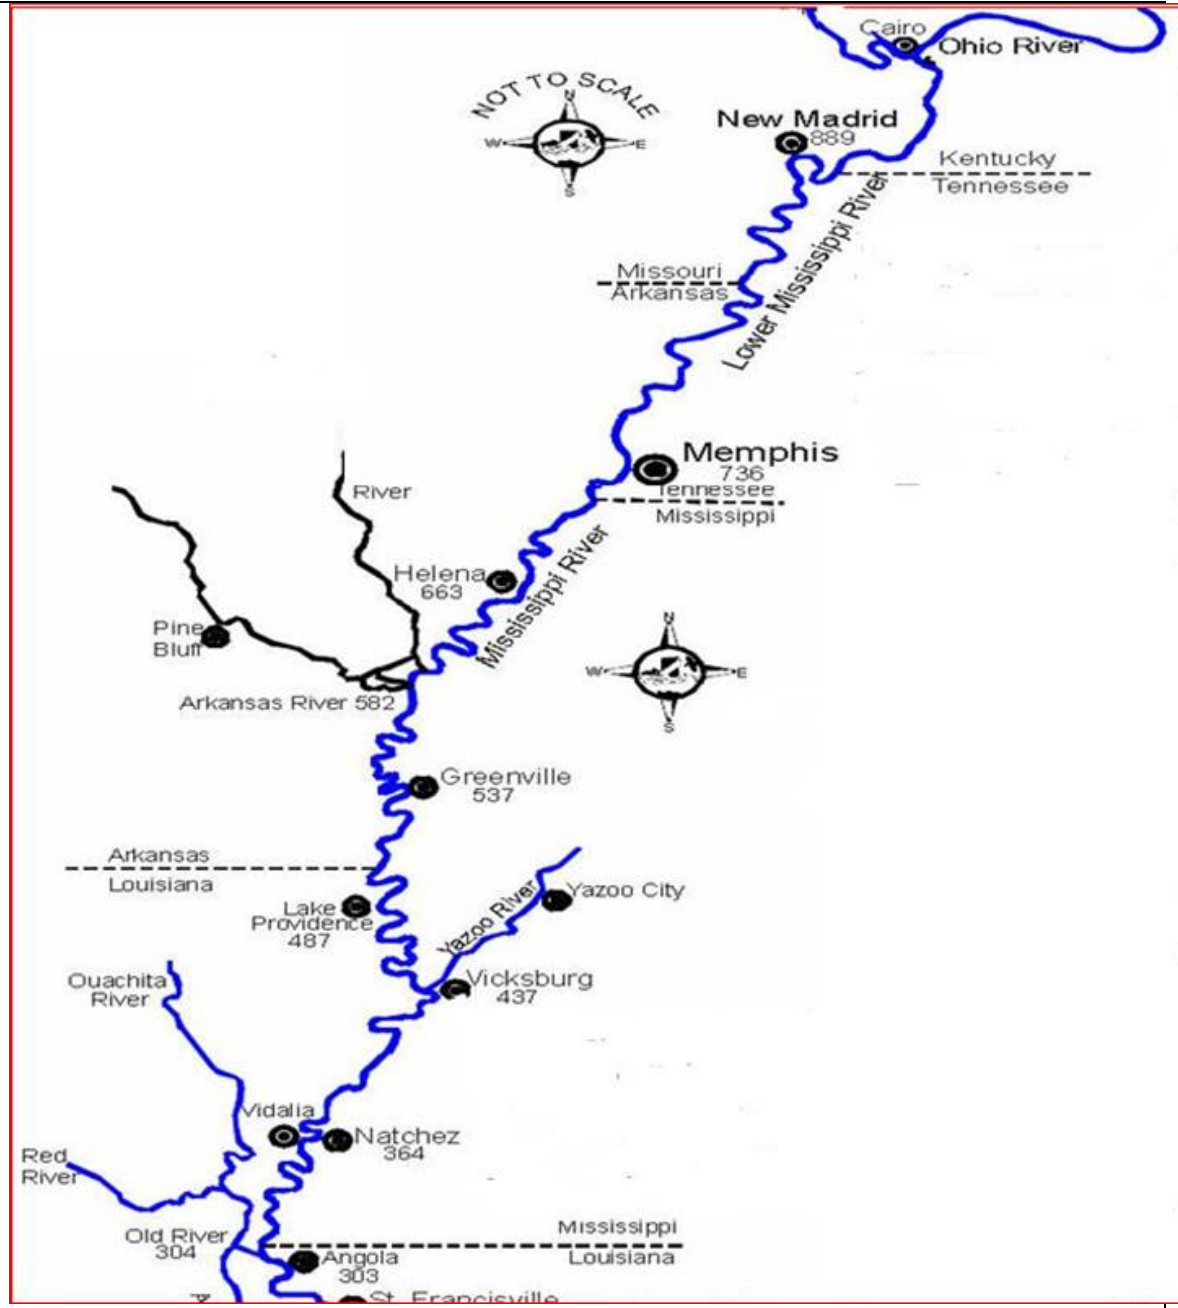 Cairo
Ohio River
NOT TO SCALE
N
W
E
S
New Madrid
889
Kentucky
Tennessee
Lower Mississippi River
Missouri
Arkansas
Memphis
736
Tennessee
Mississippi
River
Mississippi River
Helena
663
Pine
Bluff
N
W
E
S
Arkansas River 582
Greenville
537
Arkansas
Louisiana
Lake
Providence
487
Yazoo River
Yazoo City
Vicksburg
437
Ouachita
River
Vidalia
Natchez
364
Red
River
Old River
304
Mississippi
Louisiana
Angola
303
St. Francisville